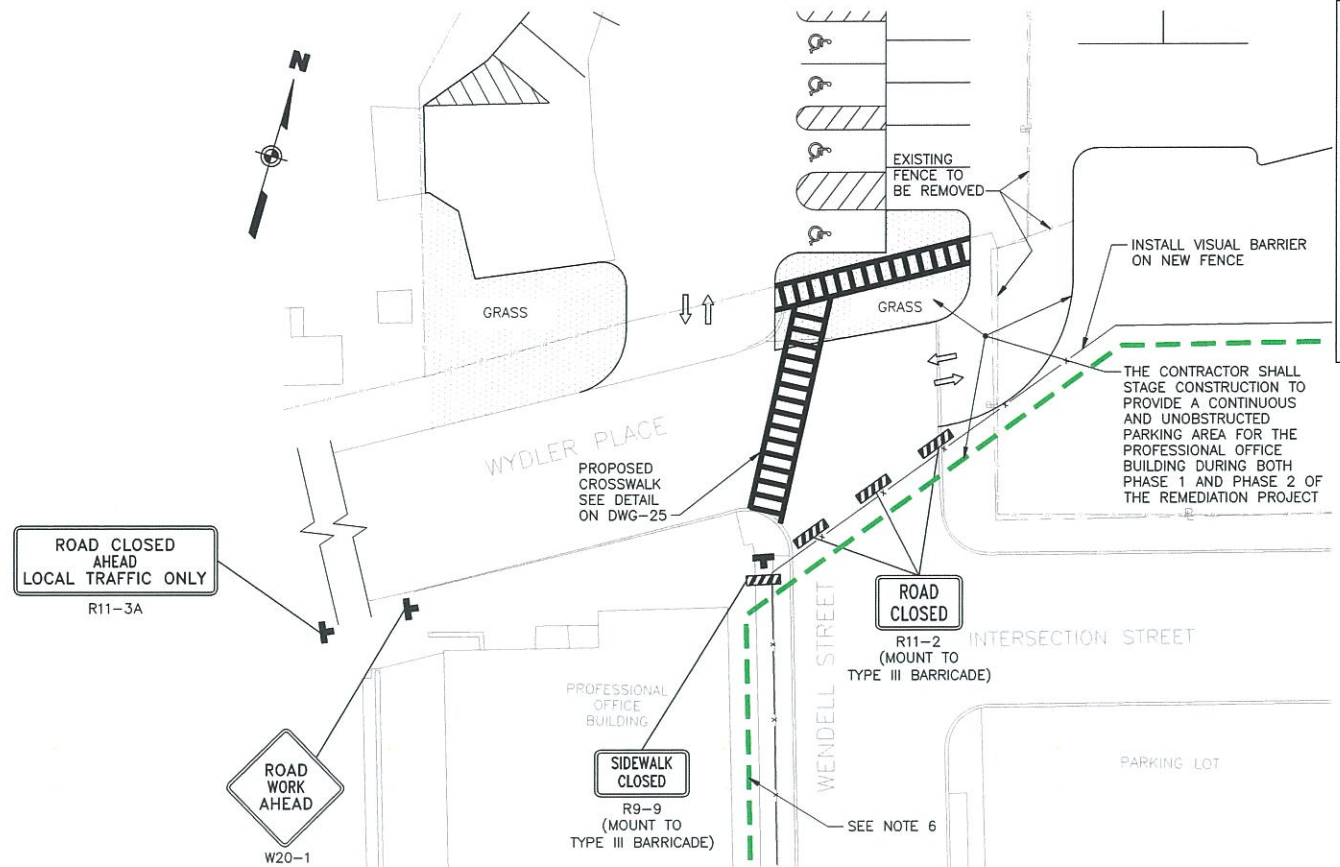 N
EXISTING
FENCE TO
BE REMOVED
INSTALL VISUAL BARRIER
ON NEW FENCE
GRASS
GRASS
THE CONTRACTOR SHALL
STAGE CONSTRUCTION TO
PROVIDE A CONTINUOUS
AND UNOBSTRUCTED
PARKING AREA FOR THE
PROFESSIONAL OFFICE
BUILDING DURING BOTH
PHASE 1 AND PHASE 2 OF
THE REMEDIATION PROJECT
WYDLER PLACE
PROPOSED
CROSSWALK
SEE DETAIL
ON DWG-25
ROAD CLOSED
AHEAD
LOCAL TRAFFIC ONLY
R11-3A
ROAD
CLOSED
R11-2
(MOUNT TO
TYPE III BARRICADE)
WENDELL STREET
INTERSECTION STREET
PROFESSIONAL
OFFICE
BUILDING
ROAD
WORK
AHEAD
W20-1
SIDEWALK
CLOSED
R9-9
(MOUNT TO
TYPE III BARRICADE)
SEE NOTE 6
PARKING LOT